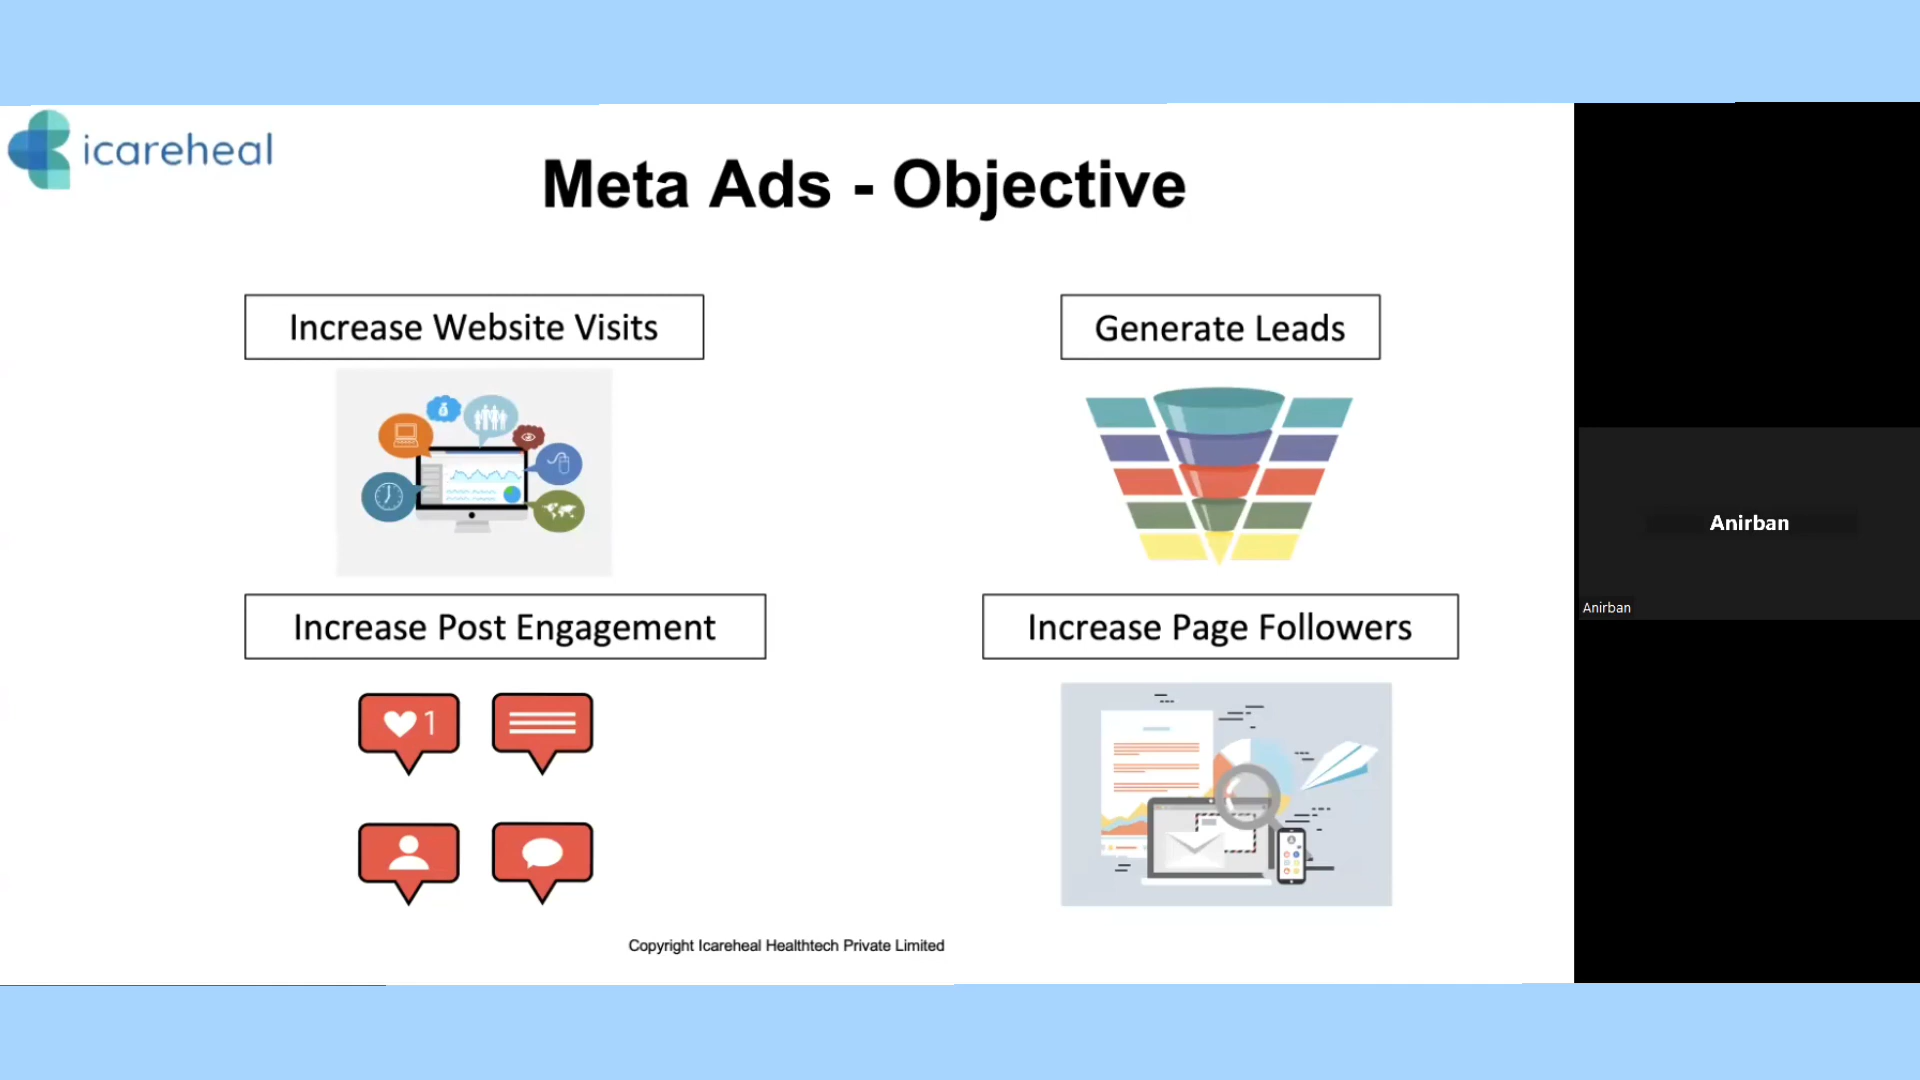 icareheal
Meta Ads - Objective
Increase Website Visits
Generate Leads
Increase Post Engagement
Increase Page Followers
1
Copyright Icareheal Healthtech Private Limited
Anirban
Anirban